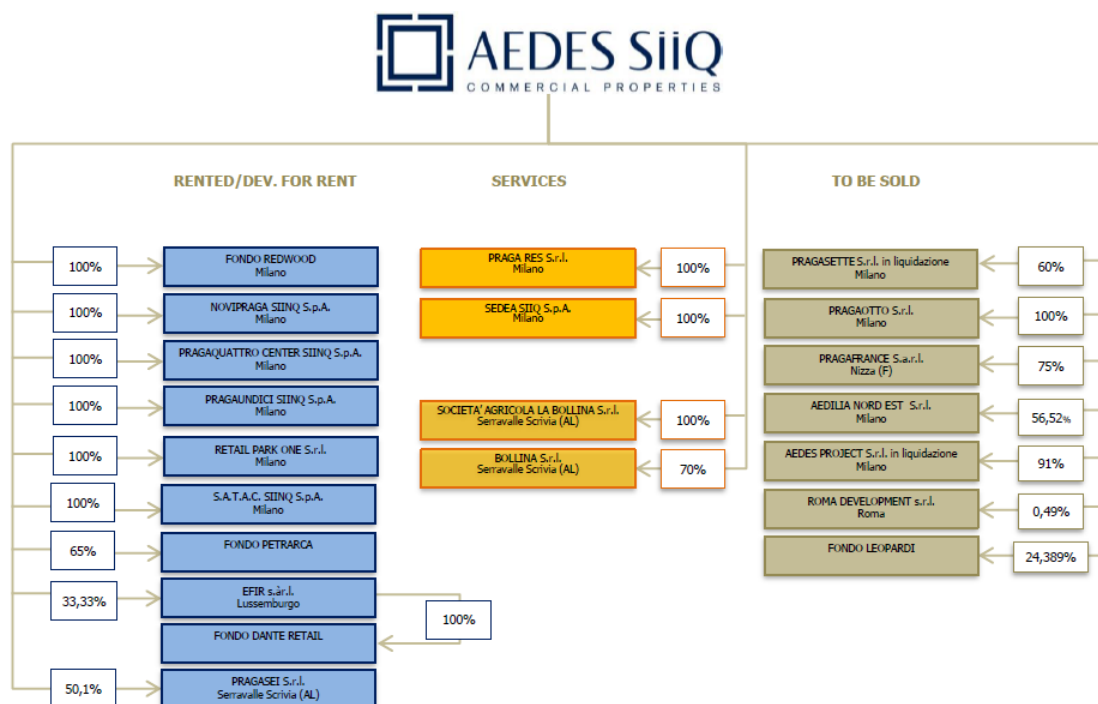 AEDES SiiQ
COMMERCIAL PROPERTIES
RENTED/DEV. FOR RENT
100%
FONDO REDWOOD
Milano
100%
NOVIPRAGA SIINQ S.p.A.
Milano
100%
PRAGAQUATTRO CENTER SIINQ S.p.A.
Milano
100%
PRAGAUNDICI SIINQ S.p.A.
Milano
100%
RETAIL PARK ONE S.r.l.
Milano
100%
S.A.T.A.C. SIINQ S.p.A.
Milano
65%
FONDO PETRARCA
33,33%
EFIR s.àr.l.
Lussemburgo
100%
FONDO DANTE RETAIL
50,1%
PRAGASEI S.r.l.
Serravalle Scrivia (AL)
SERVICES
PRAGA RES S.r.l.
Milano
100%
SEDEA SIIQ S.p.A.
Milano
100%
SOCIETA' AGRICOLA LA BOLLINA S.r.l.
Serravalle Scrivia (AL)
100%
BOLLINA S.r.l.
Serravalle Scrivia (AL)
70%
TO BE SOLD
PRAGASETTE S.r.l. in liquidazione
Milano
60%
PRAGAOTTO S.r.l.
Milano
100%
PRAGAFRANCE S.a.r.l.
Nizza (F)
75%
AEDILIA NORD EST S.r.l.
Milano
56,52%
AEDES PROJECT S.r.l. in liquidazione
Milano
91%
ROMA DEVELOPMENT s.r.l.
Roma
0,49%
FONDO LEOPARDI
24,389%